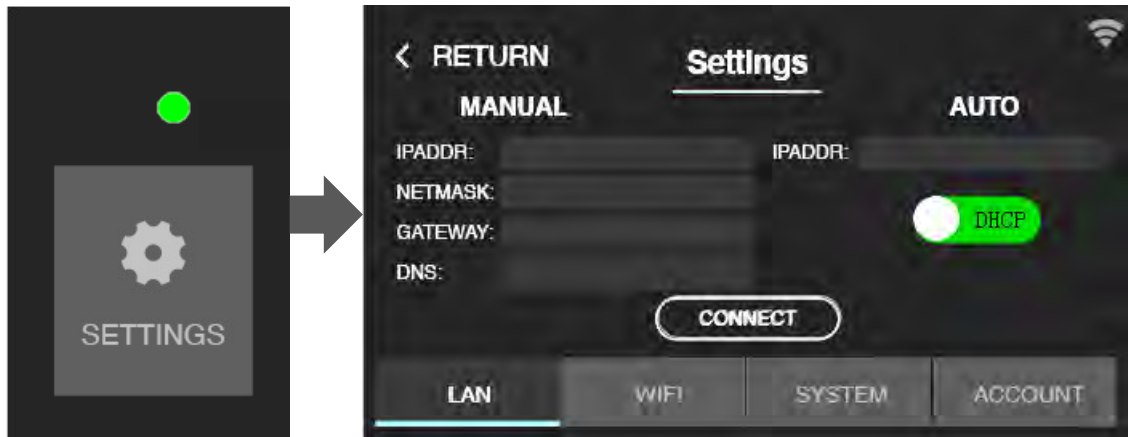 SETTINGS
< RETURN
Settings
MANUAL
AUTO
IPADDR:
IPADDR:
NETMASK:
DHCP
GATEWAY:
DNS:
CONNECT
LAN
WIFI
SYSTEM
ACCOUNT